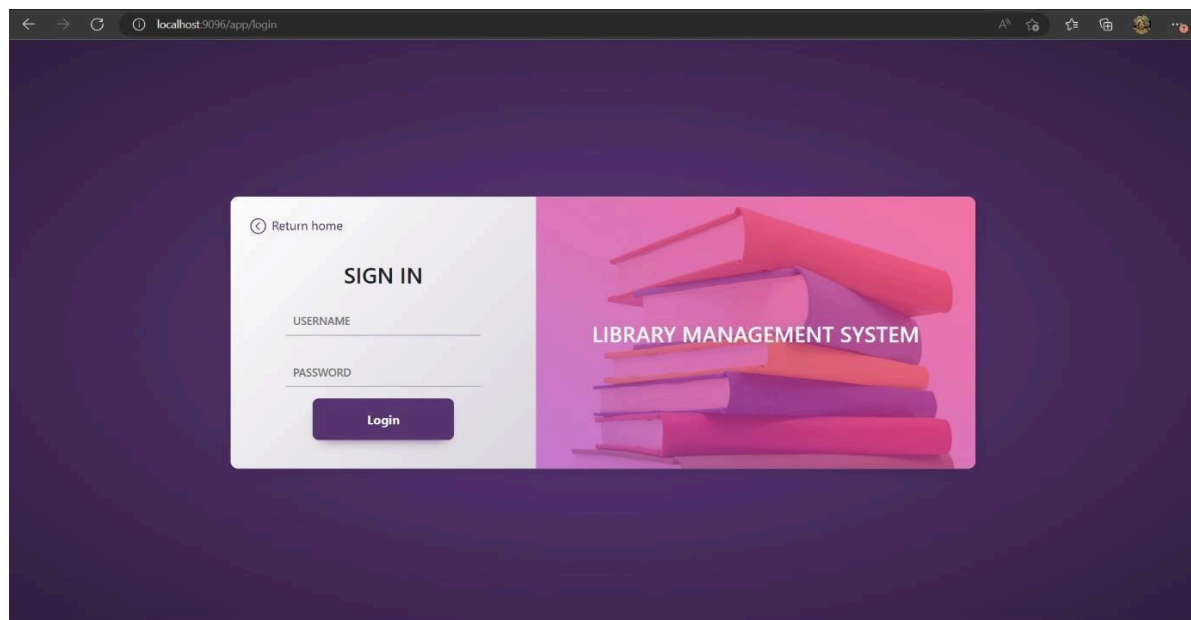 localhost:9096/app/login
Return home
SIGN IN
USERNAME
PASSWORD
Login
LIBRARY MANAGEMENT SYSTEM